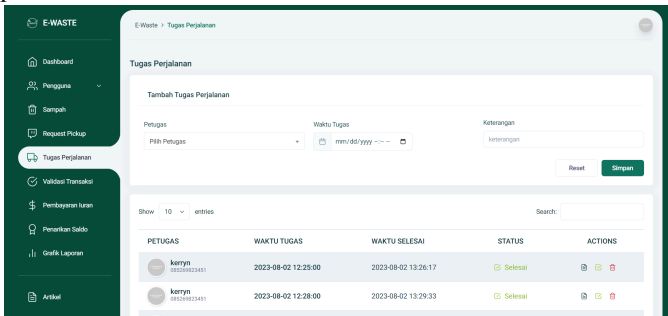 E-WASTE
E-Waste > Tugas Perjalanan
Dashboard
Pengguna
Sampah
Request Pickup
Tugas Perjalanan
Validasi Transaksi
Pembayaran Iuran
Penarikan Saldo
Grafik Laporan
Artikel
Tugas Perjalanan
Tambah Tugas Perjalanan
Petugas Waktu Tugas Keterangan
Pilih Petugas mm/dd/yyyy --:-- -- keterangan
Reset Simpan
Show 10 entries Search:
PETUGAS WAKTU TUGAS WAKTU SELESAI STATUS ACTIONS
kerryn
085269823451 2023-08-02 12:25:00 2023-08-02 13:26:17 Selesai
kerryn
085269823451 2023-08-02 12:28:00 2023-08-02 13:29:33 Selesai